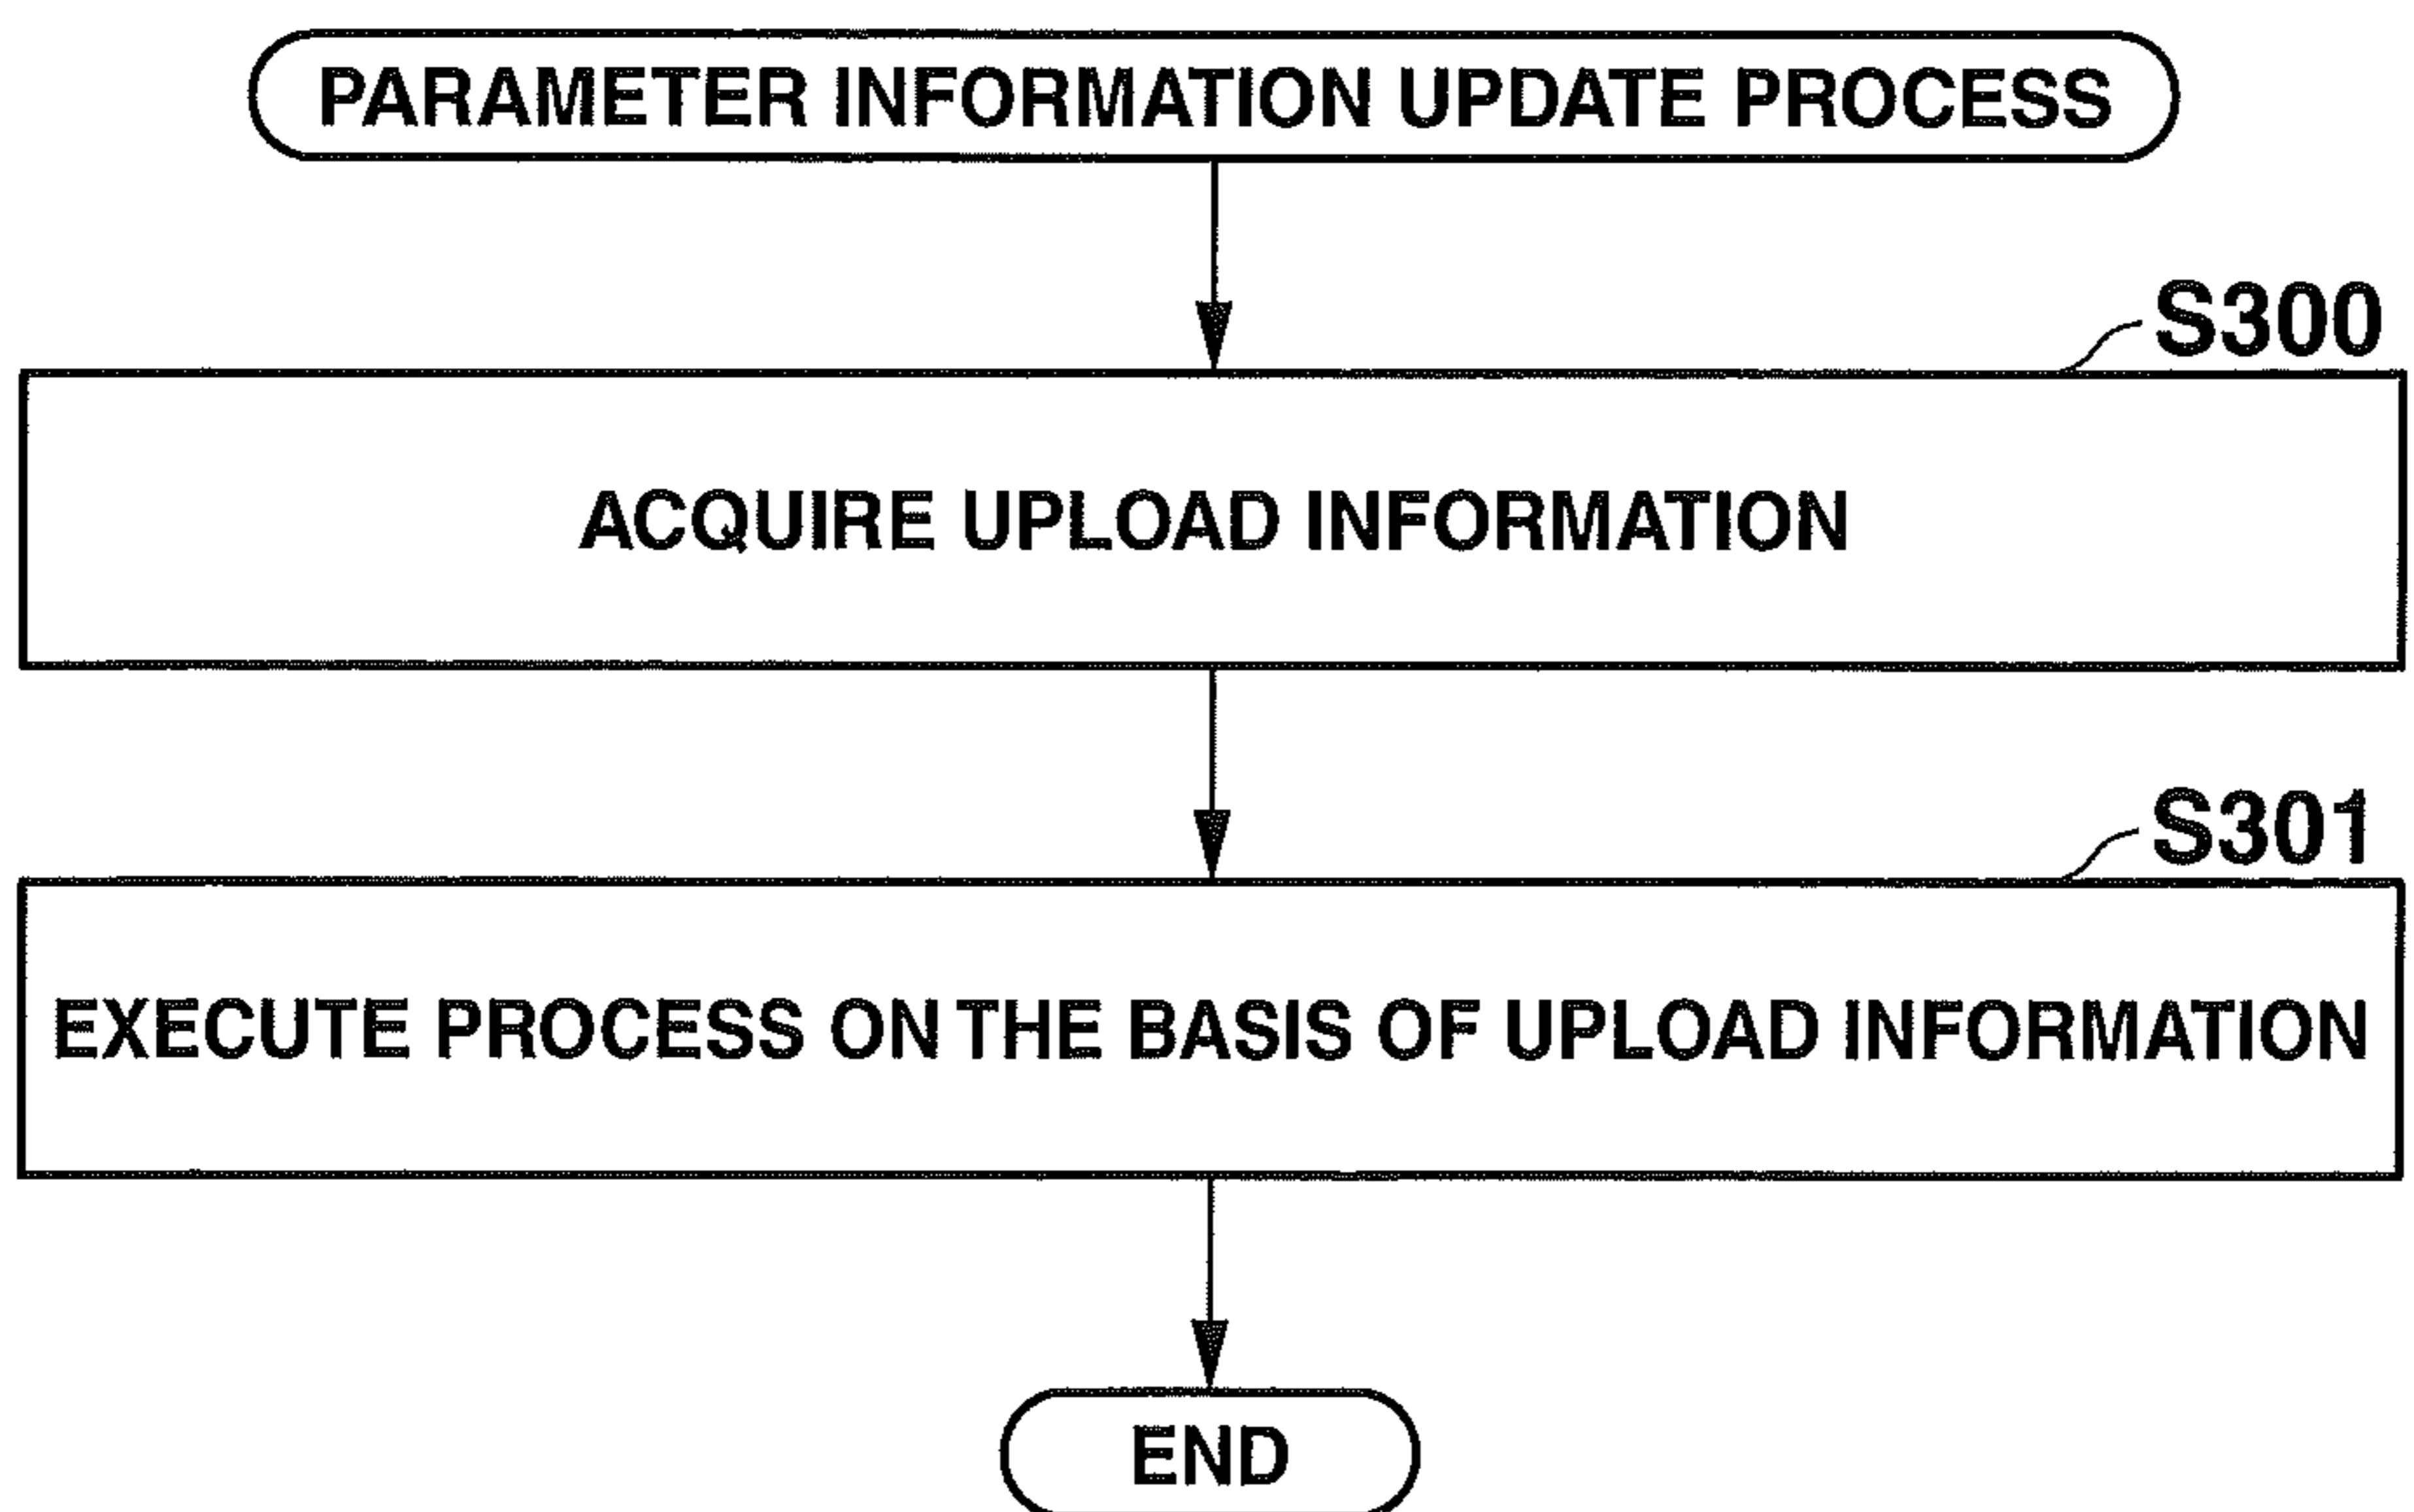 PARAMETER INFORMATION UPDATE PROCESS
S300
ACQUIRE UPLOAD INFORMATION
S301
EXECUTE PROCESS ON THE BASIS OF UPLOAD INFORMATION
END